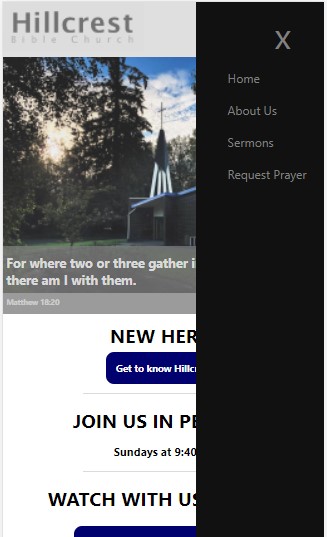 Hillcrest
Bible Church
X
Home
About Us
Sermons
Request Prayer
For where two or three gather
there am I with them.
Matthew 18:20
NEW HER
Get to know Hillc
JOIN US IN PE
Sundays at 9:40
WATCH WITH US